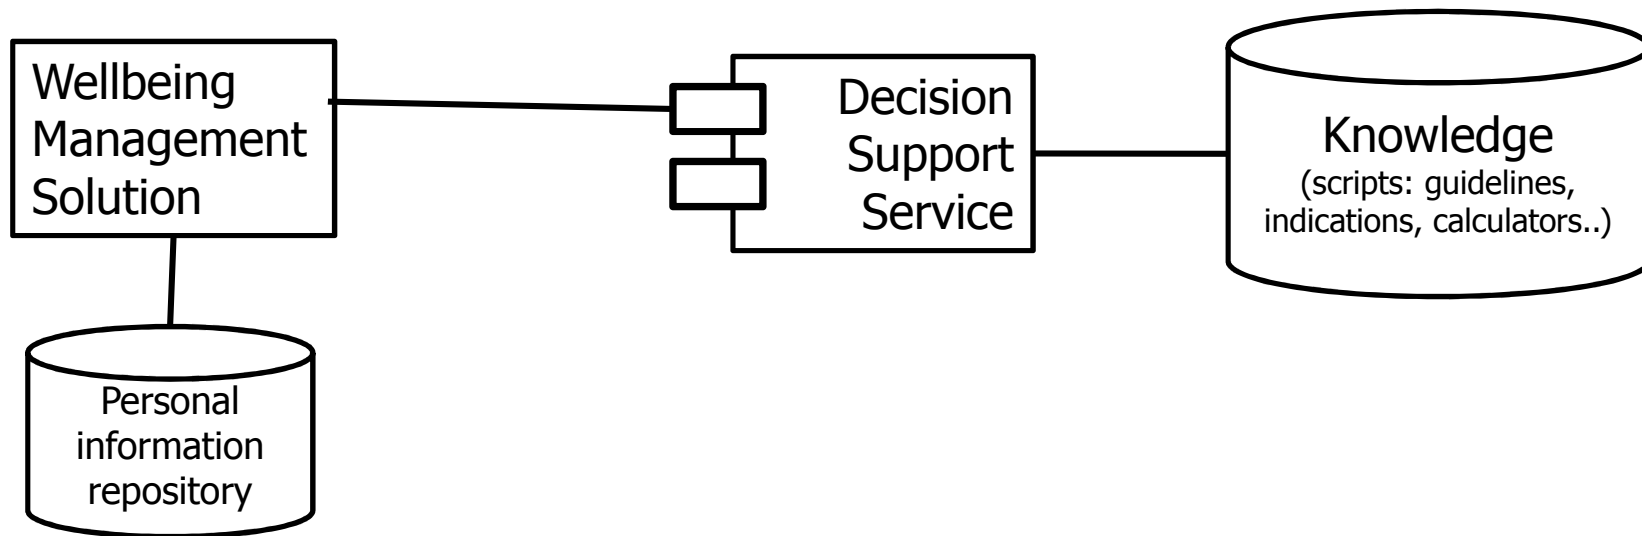 Wellbeing
Management
Solution
Decision
Support
Service
Knowledge
(scripts: guidelines,
indications, calculators..)
Personal
information
repository